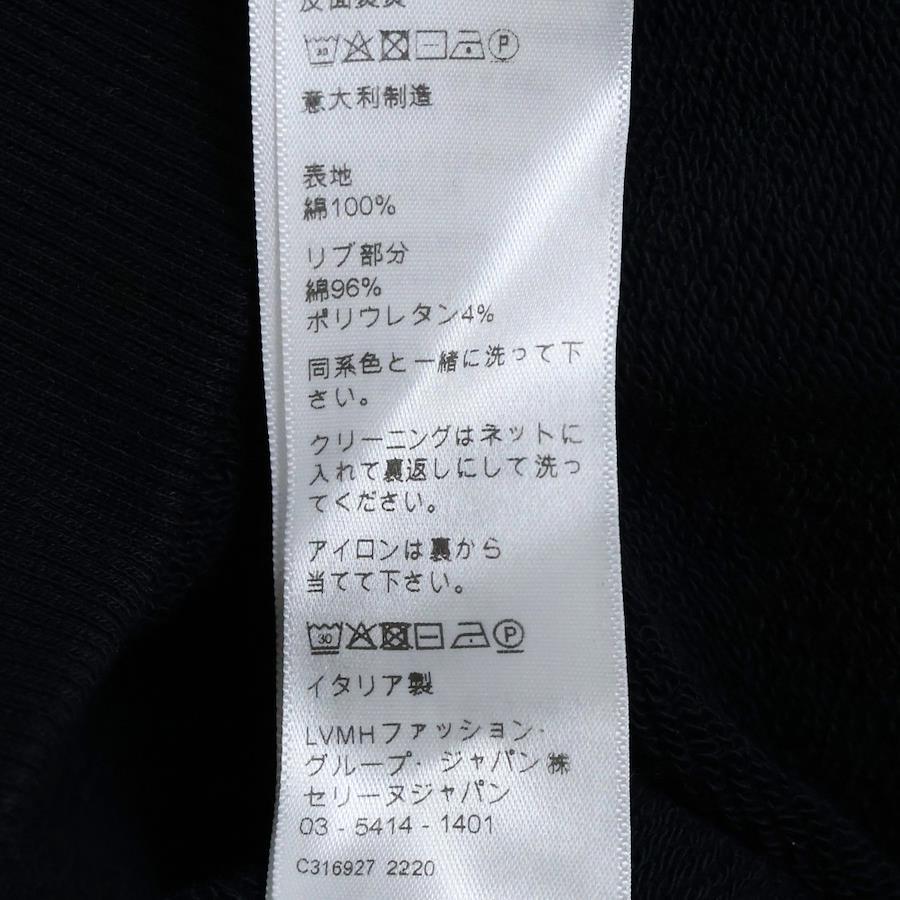 反面熨烫
30 P
意大利制造
表地
綿100%
リブ部分
綿96%
ポリウレタン4%
同系色と一緒に洗って下
さい。
クリーニングはネットに
入れて裏返しにして洗っ
てください。
アイロンは裏から
当てて下さい。
30 P
イタリア製
LVMHファッション・
グループ・ジャパン㈱
セリーヌジャパン
03 - 5414 - 1401
C316927 2220